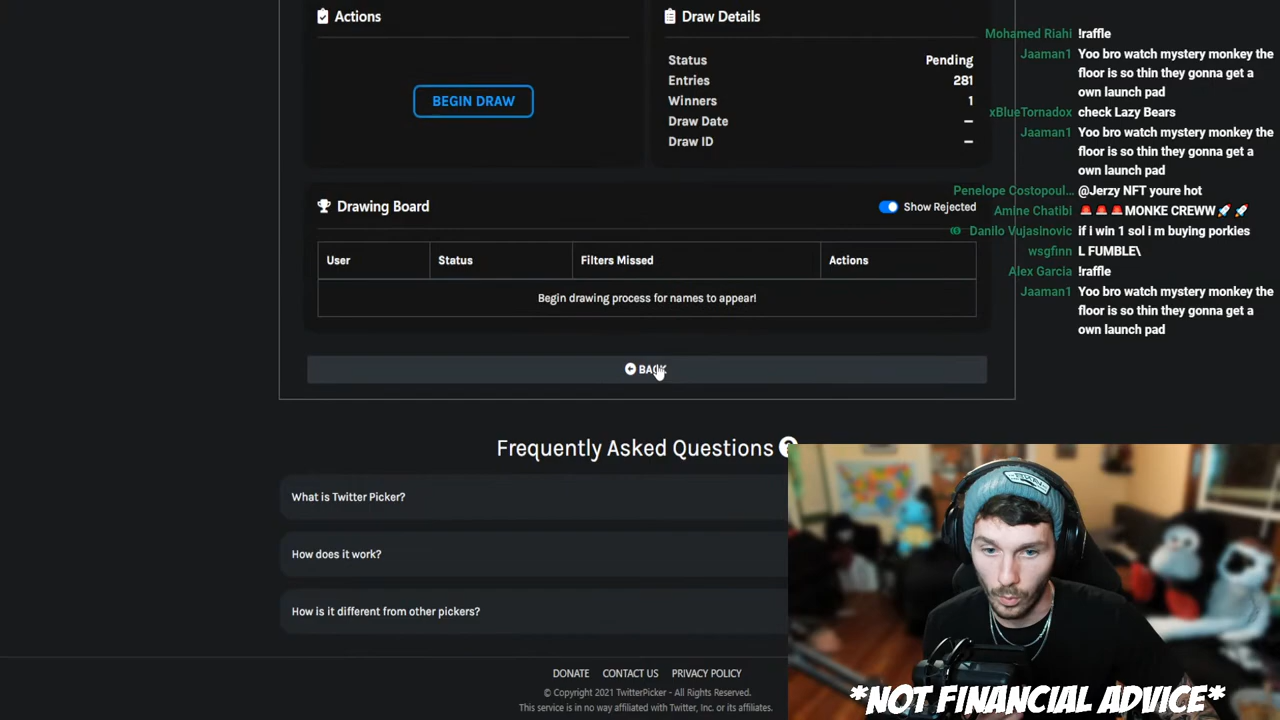 Actions
BEGIN DRAW
Draw Details
Status Pending
Entries 281
Winners 1
Draw Date —
Draw ID —
Drawing Board
Show Rejected
User Status Filters Missed Actions
Begin drawing process for names to appear!
BACK
Frequently Asked Questions
What is Twitter Picker?
How does it work?
How is it different from other pickers?
DONATE CONTACT US PRIVACY POLICY
© Copyright 2021 TwitterPicker - All Rights Reserved.
This service is in no way affiliated with Twitter, Inc. or its affiliates.
Mohamed Riahi !raffle
Jaaman1 Yoo bro watch mystery monkey the
floor is so thin they gonna get a
own launch pad
xBlueTornadox check Lazy Bears
Jaaman1 Yoo bro watch mystery monkey the
floor is so thin they gonna get a
own launch pad
Penelope Costopoul... @Jerzy NFT youre hot
Amine Chatibi 🚨🚨🚨MONKE CREWW🚀🚀
Danilo Vujasinovic if i win 1 sol i m buying porkies
wsgfinn L FUMBLE\
Alex Garcia !raffle
Jaaman1 Yoo bro watch mystery monkey the
floor is so thin they gonna get a
own launch pad
*NOT FINANCIAL ADVICE*